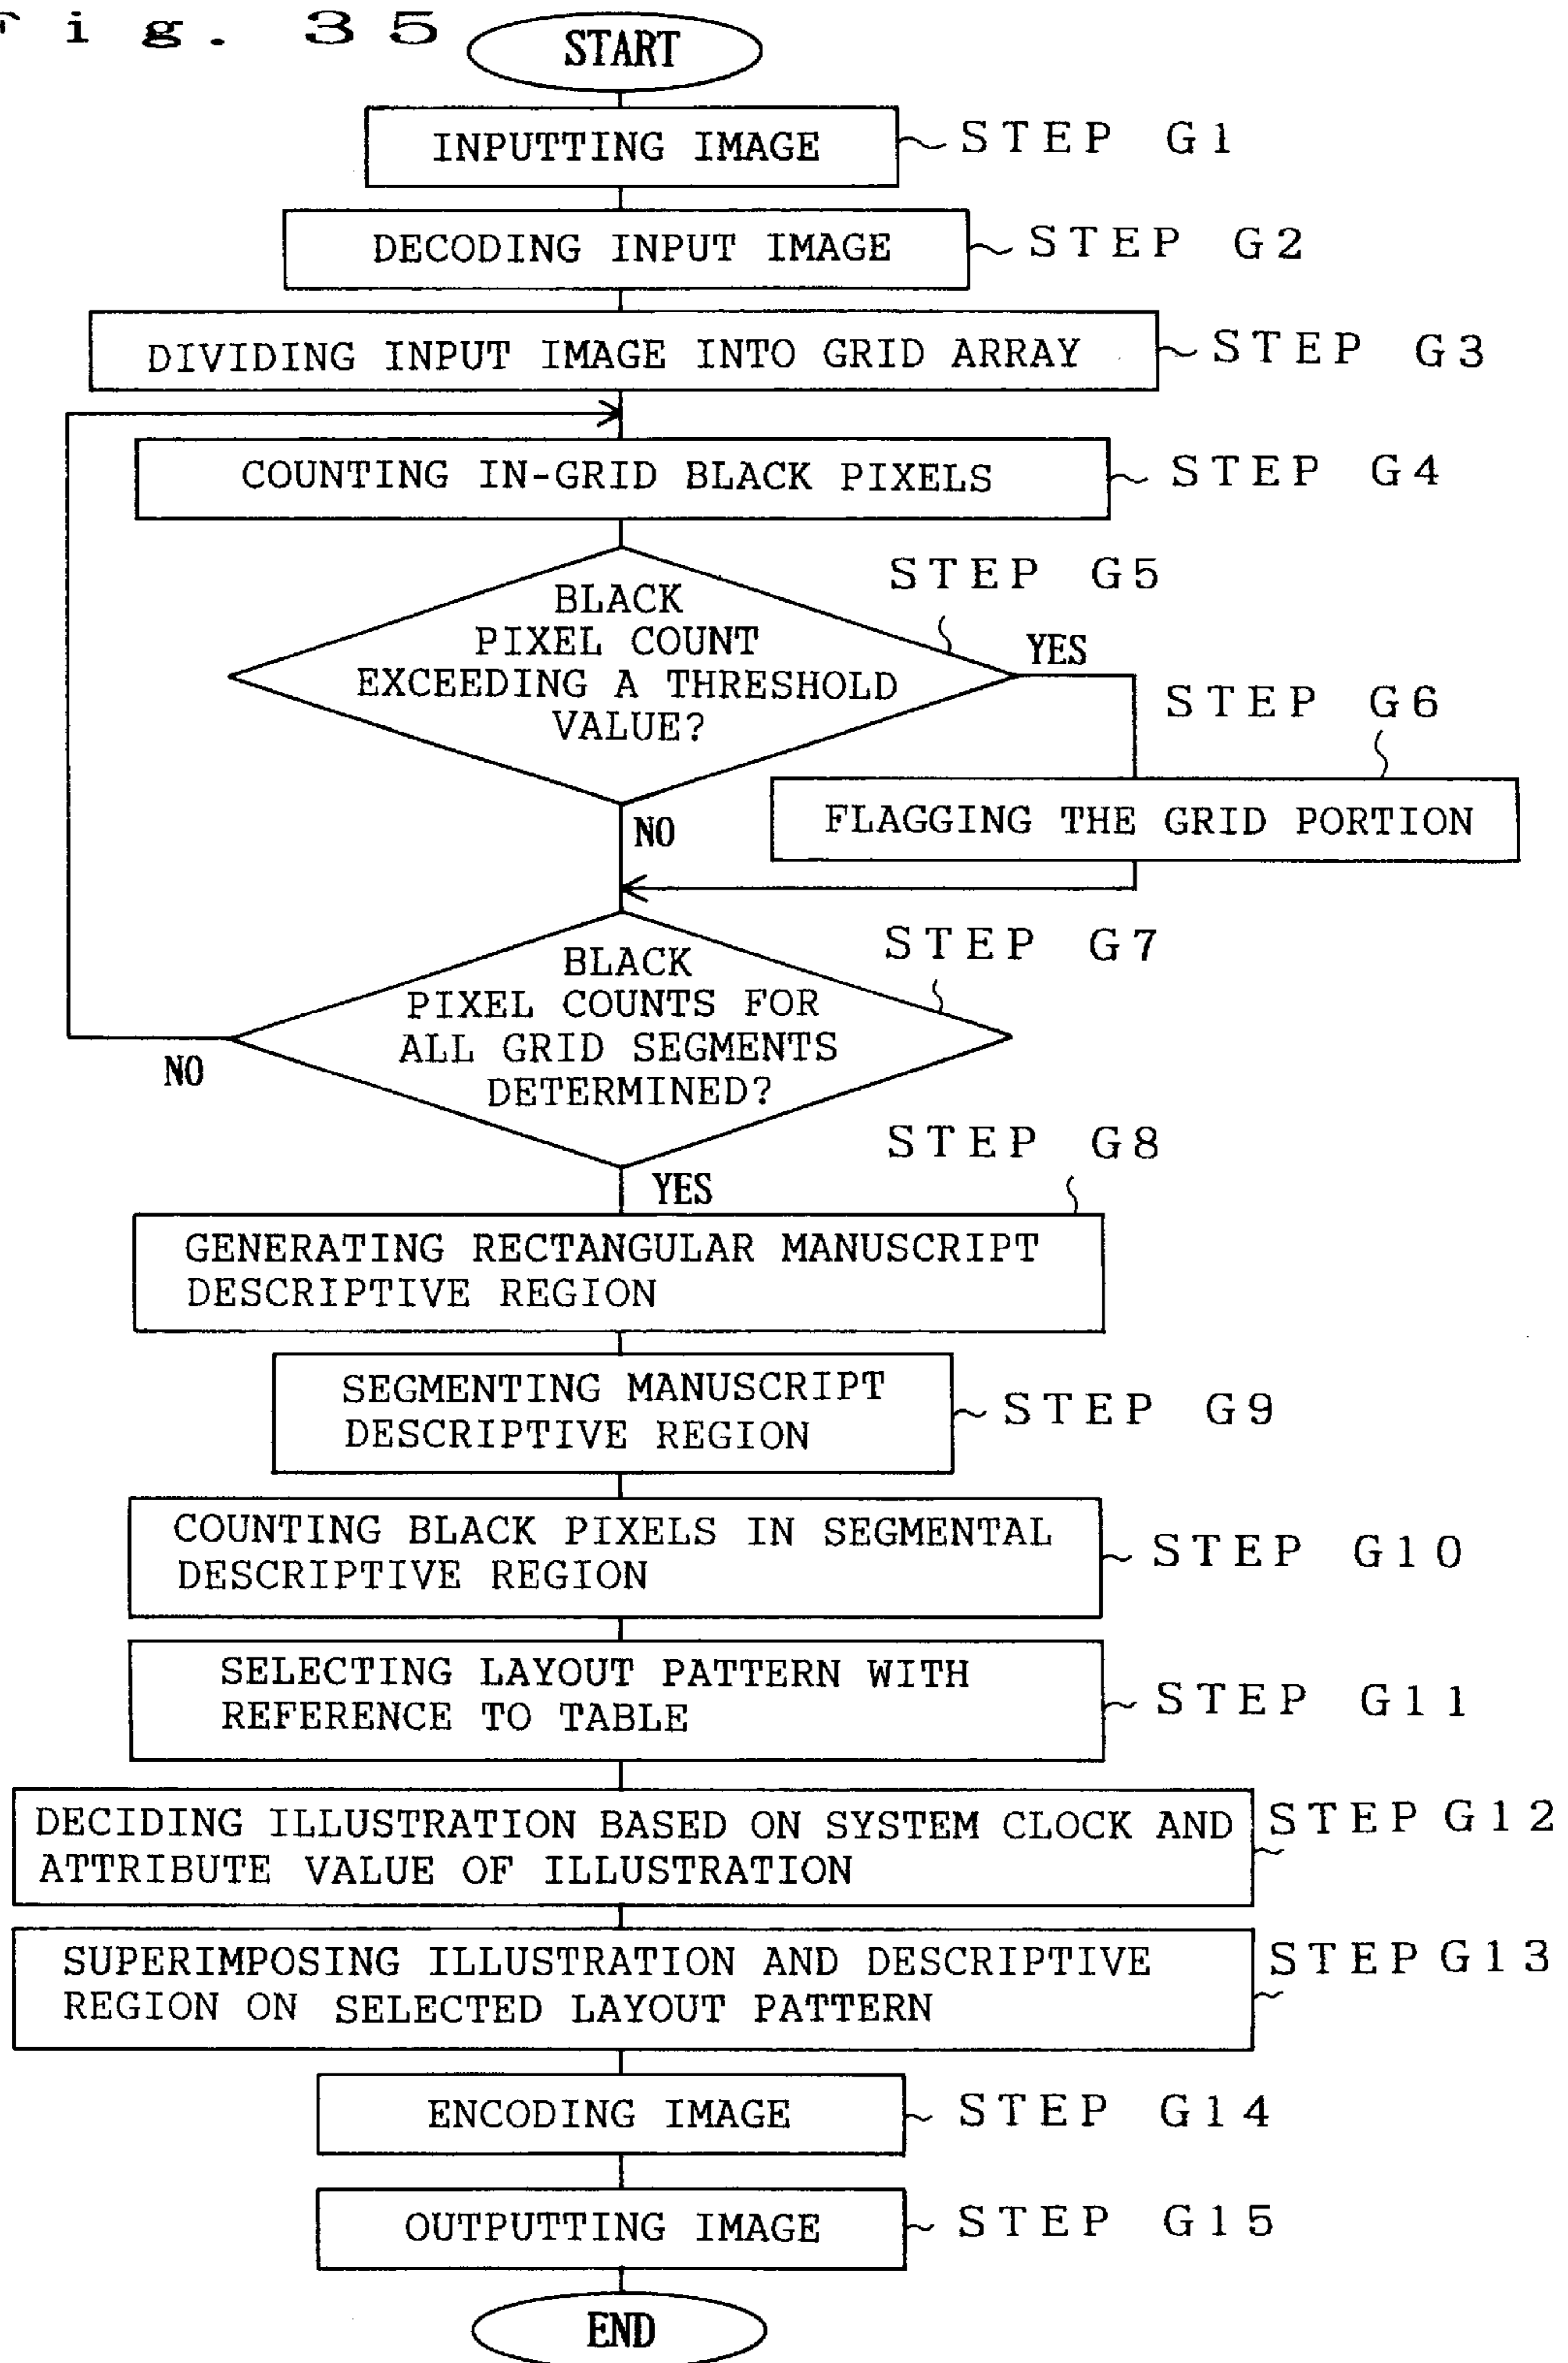 Fig. 35
START
INPUTTING IMAGE
STEP G1
DECODING INPUT IMAGE
STEP G2
DIVIDING INPUT IMAGE INTO GRID ARRAY
STEP G3
COUNTING IN-GRID BLACK PIXELS
STEP G4
STEP G5
BLACK
PIXEL COUNT
EXCEEDING A THRESHOLD
VALUE?
YES
STEP G6
FLAGGING THE GRID PORTION
NO
STEP G7
BLACK
PIXEL COUNTS FOR
ALL GRID SEGMENTS
DETERMINED?
NO
YES
STEP G8
GENERATING RECTANGULAR MANUSCRIPT
DESCRIPTIVE REGION
SEGMENTING MANUSCRIPT
DESCRIPTIVE REGION
STEP G9
COUNTING BLACK PIXELS IN SEGMENTAL
DESCRIPTIVE REGION
STEP G10
SELECTING LAYOUT PATTERN WITH
REFERENCE TO TABLE
STEP G11
DECIDING ILLUSTRATION BASED ON SYSTEM CLOCK AND
ATTRIBUTE VALUE OF ILLUSTRATION
STEP G12
SUPERIMPOSING ILLUSTRATION AND DESCRIPTIVE
REGION ON SELECTED LAYOUT PATTERN
STEP G13
ENCODING IMAGE
STEP G14
OUTPUTTING IMAGE
STEP G15
END